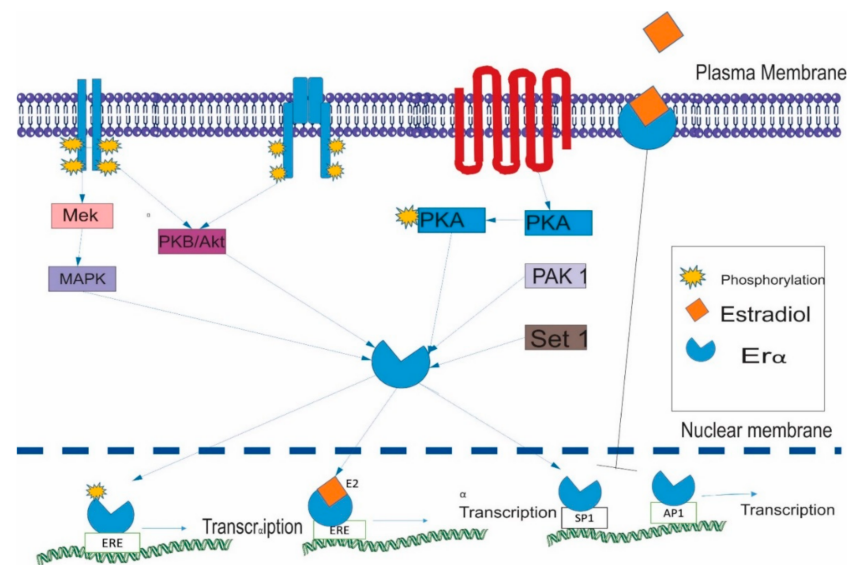 Plasma Membrane
Mek
α
PKB/Akt
PKA
PKA
MAPK
PAK 1
Set 1
Phosphorylation
Estradiol
Erα
Nuclear membrane
E2
α
ERE
Transcrαiption
ERE
Transcription
SP1
AP1
Transcription